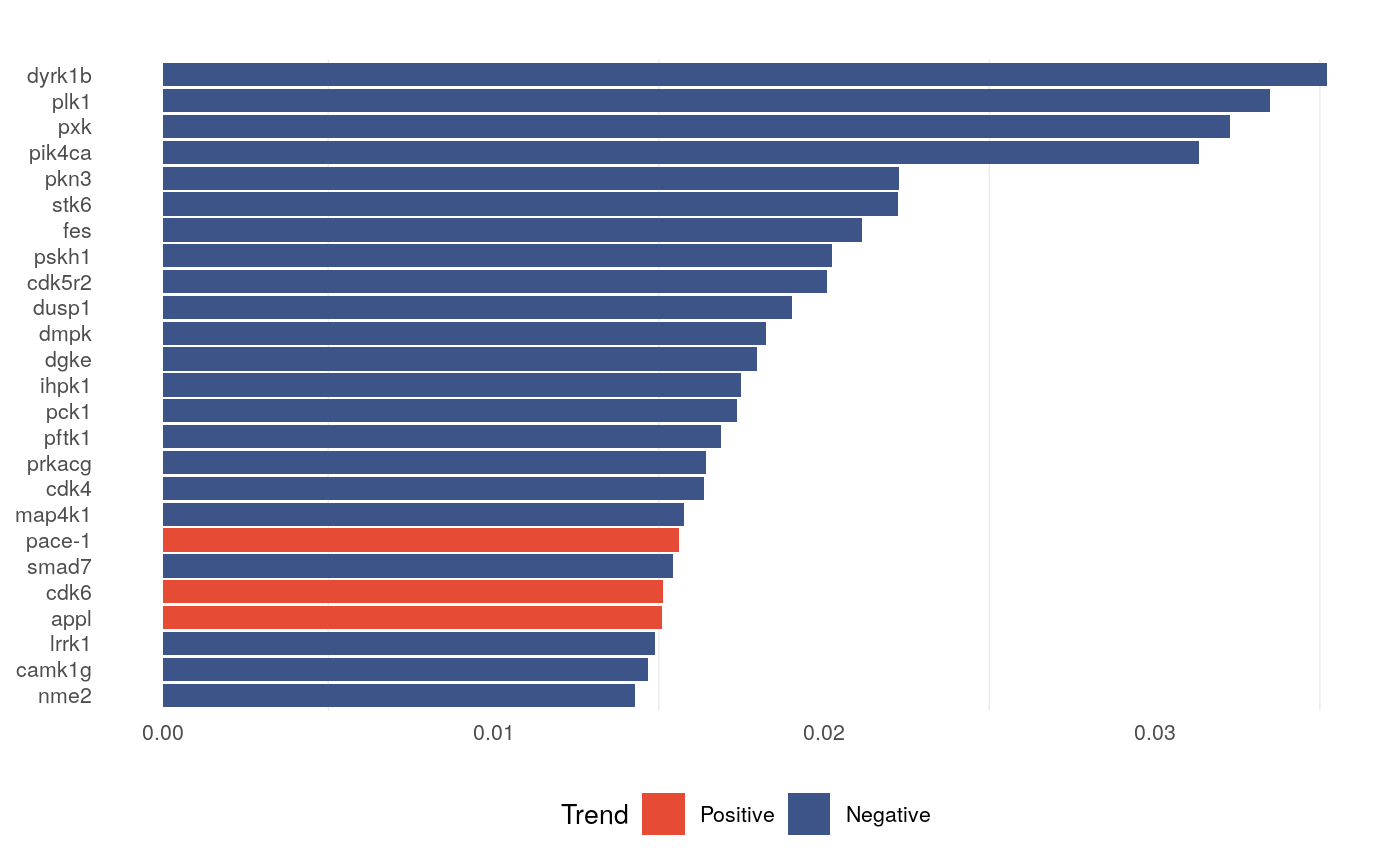 dyrk1b
plk1
pxk
pik4ca
pkn3
stk6
fes
pskh1
cdk5r2
dusp1
dmpk
dgke
ihpk1
pck1
pftk1
prkacg
cdk4
map4k1
pace-1
smad7
cdk6
appl
lrrk1
camk1g
nme2
0.00 0.01 0.02 0.03
Trend Positive Negative